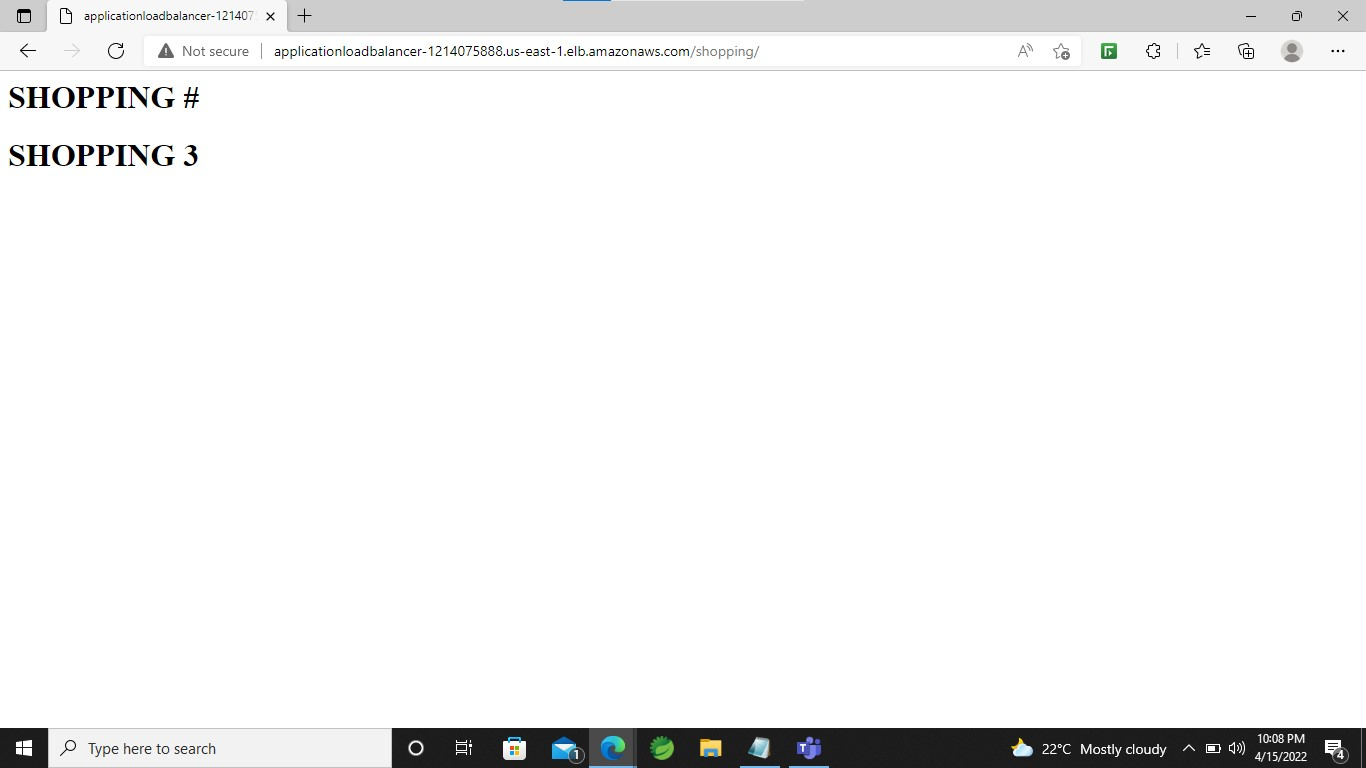 applicationloadbalancer-121407
Not secure
applicationloadbalancer-1214075888.us-east-1.elb.amazonaws.com/shopping/
SHOPPING #
SHOPPING 3
Type here to search
1
22°C Mostly cloudy
10:08 PM
4/15/2022
4